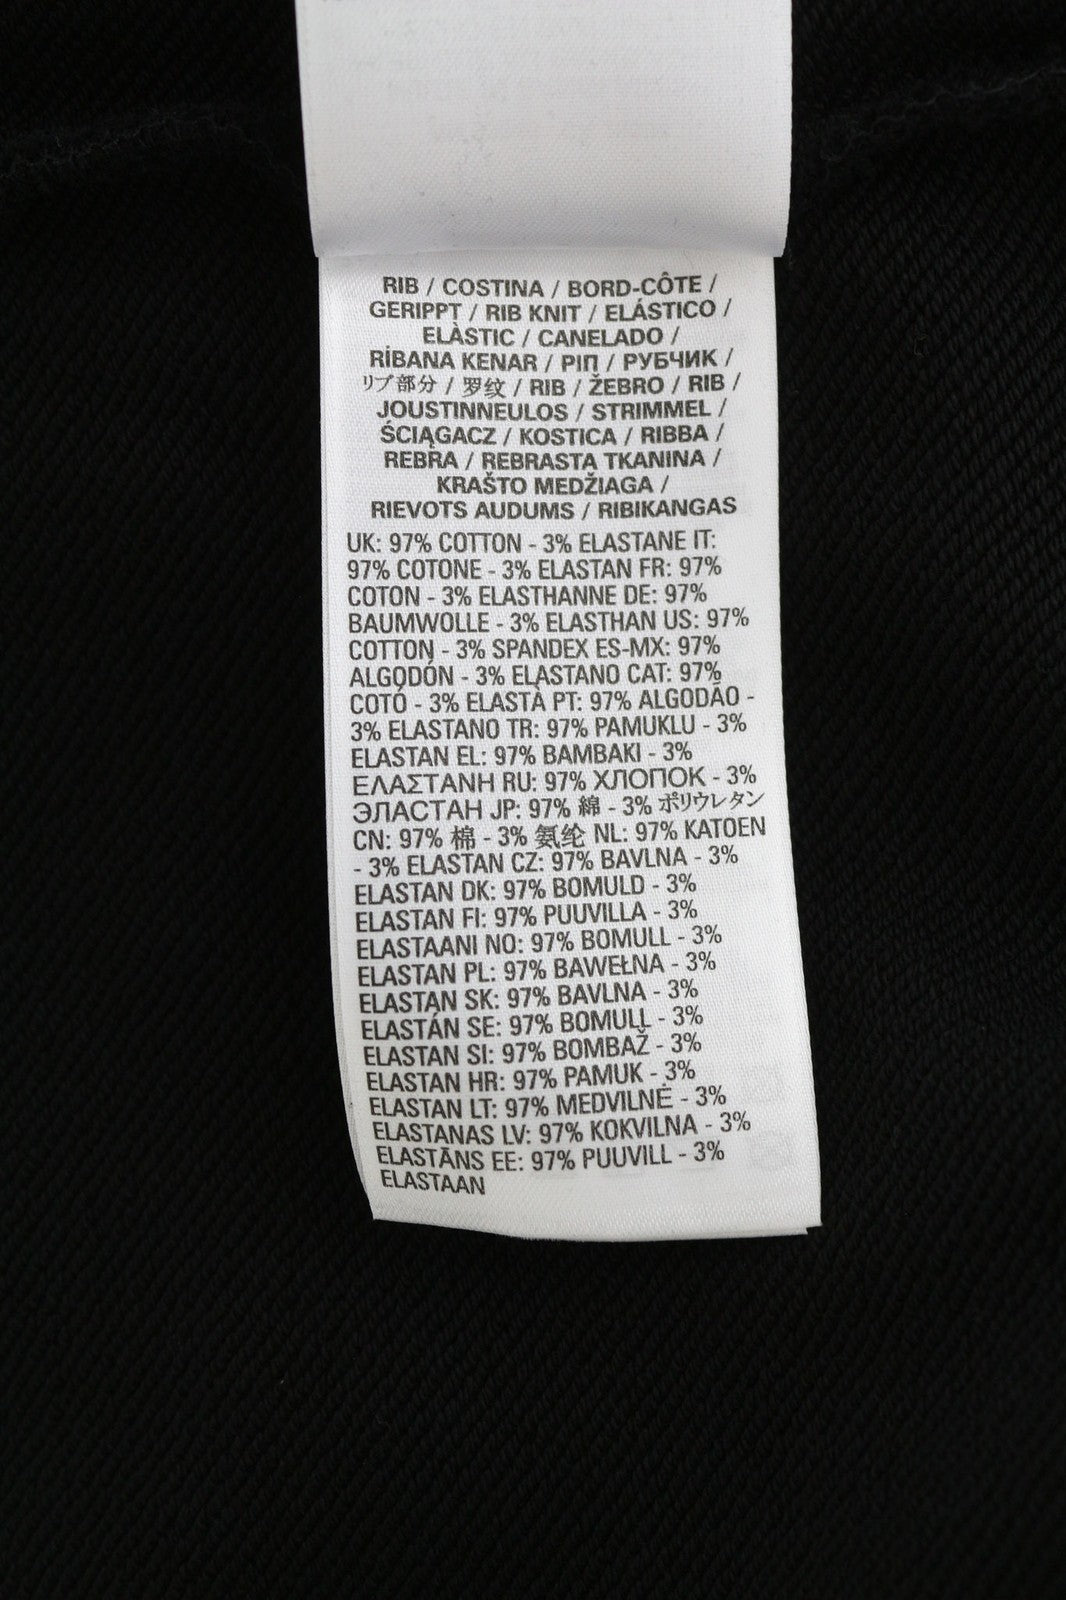 RIB / COSTINA / BORD-CÔTE /
GERIPPT / RIB KNIT / ELÁSTICO /
ELÀSTIC / CANELADO /
RİBANA KENAR / ΡΙΠ / РУБЧИК /
リブ部分 / 罗纹 / RIB / ŽEBRO / RIB /
JOUSTINNEULOS / STRIMMEL /
ŚCIĄGACZ / KOSTICA / RIBBA /
REBRA / REBRASTA TKANINA /
KRAŠTO MEDŽIAGA /
RIEVOTS AUDUMS / RIBIKANGAS
UK: 97% COTTON - 3% ELASTANE IT:
97% COTONE - 3% ELASTAN FR: 97%
COTON - 3% ELASTHANNE DE: 97%
BAUMWOLLE - 3% ELASTHAN US: 97%
COTTON - 3% SPANDEX ES-MX: 97%
ALGODÓN - 3% ELASTANO CAT: 97%
COTÓ - 3% ELASTÀ PT: 97% ALGODÃO -
3% ELASTANO TR: 97% PAMUKLU - 3%
ELASTAN EL: 97% ΒΑΜΒΑΚΙ - 3%
ΕΛΑΣΤΑΝΗ RU: 97% ХЛОПОК - 3%
ЭЛАСТАН JP: 97% 綿 - 3% ポリウレタン
CN: 97% 棉 - 3% 氨纶 NL: 97% KATOEN
- 3% ELASTAN CZ: 97% BAVLNA - 3%
ELASTAN DK: 97% BOMULD - 3%
ELASTAN FI: 97% PUUVILLA - 3%
ELASTAANI NO: 97% BOMULL - 3%
ELASTAN PL: 97% BAWEŁNA - 3%
ELASTAN SK: 97% BAVLNA - 3%
ELASTÁN SE: 97% BOMULL - 3%
ELASTAN SI: 97% BOMBAŽ - 3%
ELASTAN HR: 97% PAMUK - 3%
ELASTAN LT: 97% MEDVILNĖ - 3%
ELASTANAS LV: 97% KOKVILNA - 3%
ELASTĀNS EE: 97% PUUVILL - 3%
ELASTAAN